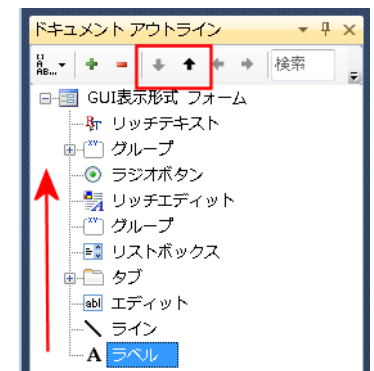 ドキュメント アウトライン
A
AB...
検索
GUI表示形式 フォーム
リッチテキスト
グループ
ラジオボタン
リッチエディット
グループ
リストボックス
タブ
abl エディット
ライン
A ラベル